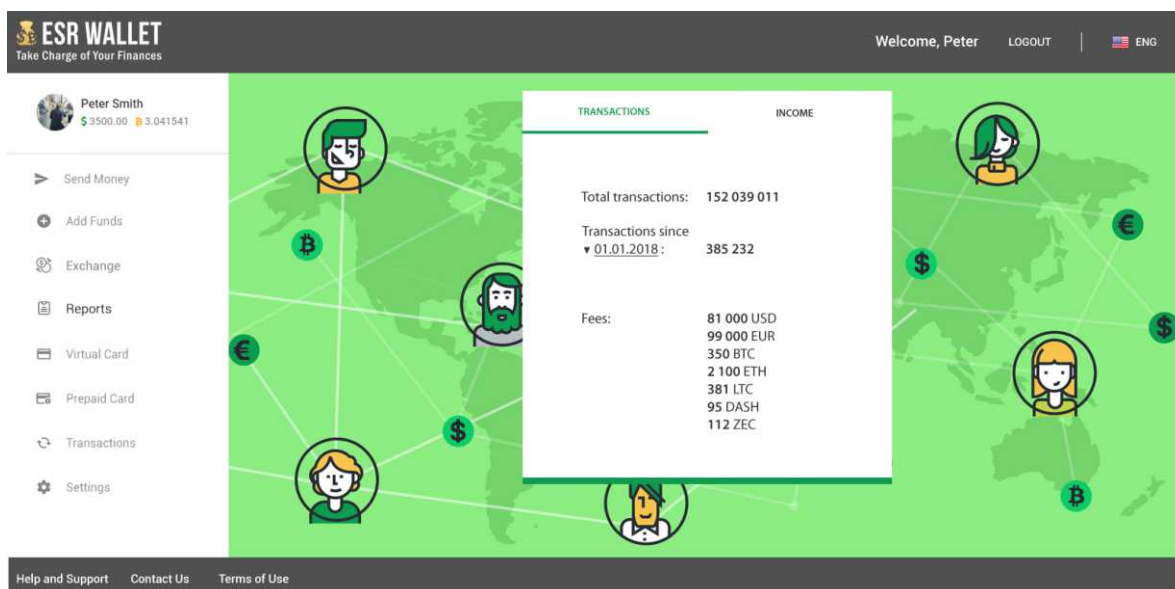 ESR WALLET
Take Charge of Your Finances
Welcome, Peter LOGOUT ENG
Peter Smith
$ 3500.00 ₿ 3.041541
Send Money
Add Funds
Exchange
Reports
Virtual Card
Prepaid Card
Transactions
Settings
TRANSACTIONS INCOME
Total transactions: 152 039 011
Transactions since
▾ 01.01.2018 : 385 232
Fees: 81 000 USD
99 000 EUR
350 BTC
2 100 ETH
381 LTC
95 DASH
112 ZEC
Help and Support Contact Us Terms of Use